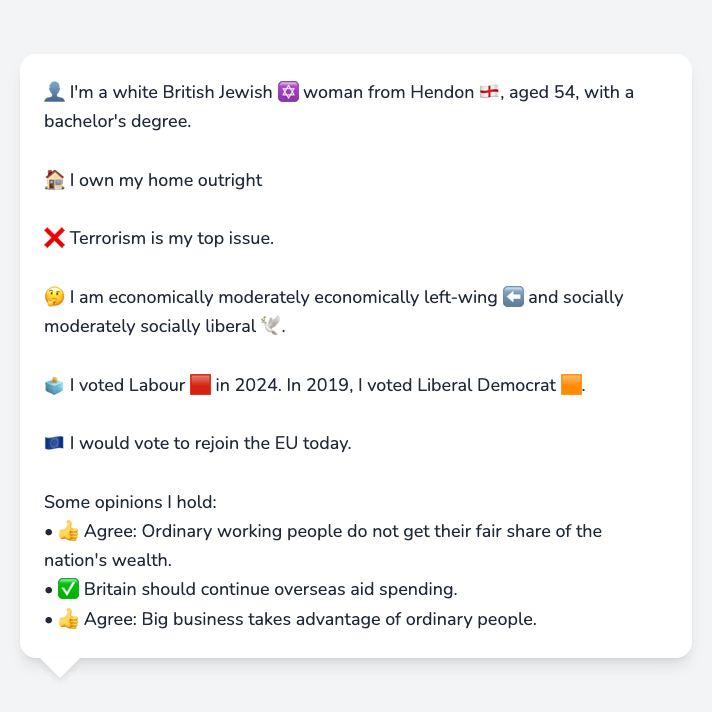 👤 I'm a white British Jewish ✡️ woman from Hendon 🏴󠁧󠁢󠁥󠁮󠁧󠁿, aged 54, with a
bachelor's degree.
🏠 I own my home outright
❌ Terrorism is my top issue.
🤔 I am economically moderately economically left-wing ⬅️ and socially
moderately socially liberal 🕊️.
🗳️ I voted Labour 🟥 in 2024. In 2019, I voted Liberal Democrat 🟧.
🇪🇺 I would vote to rejoin the EU today.
Some opinions I hold:
• 👍 Agree: Ordinary working people do not get their fair share of the
nation's wealth.
• ✅ Britain should continue overseas aid spending.
• 👍 Agree: Big business takes advantage of ordinary people.